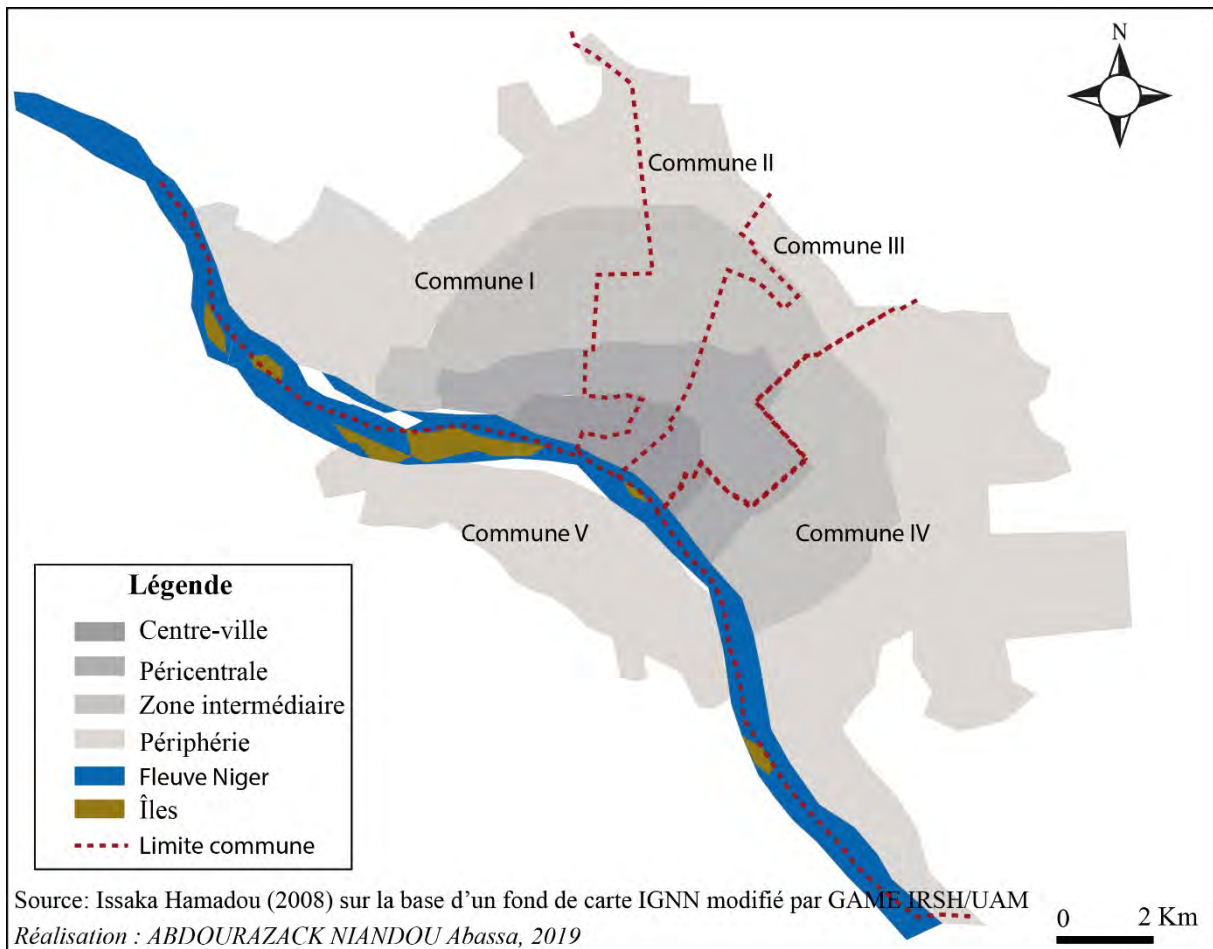 N
Commune II
Commune III
Commune I
Commune V
Commune IV
Légende
Centre-ville
Péricentrale
Zone intermédiaire
Périphérie
Fleuve Niger
Îles
Limite commune
Source: Issaka Hamadou (2008) sur la base d'un fond de carte IGNN modifié par GAME IRSH/UAM
Réalisation : ABDOURAZACK NIANDOU Abassa, 2019
0 2 Km